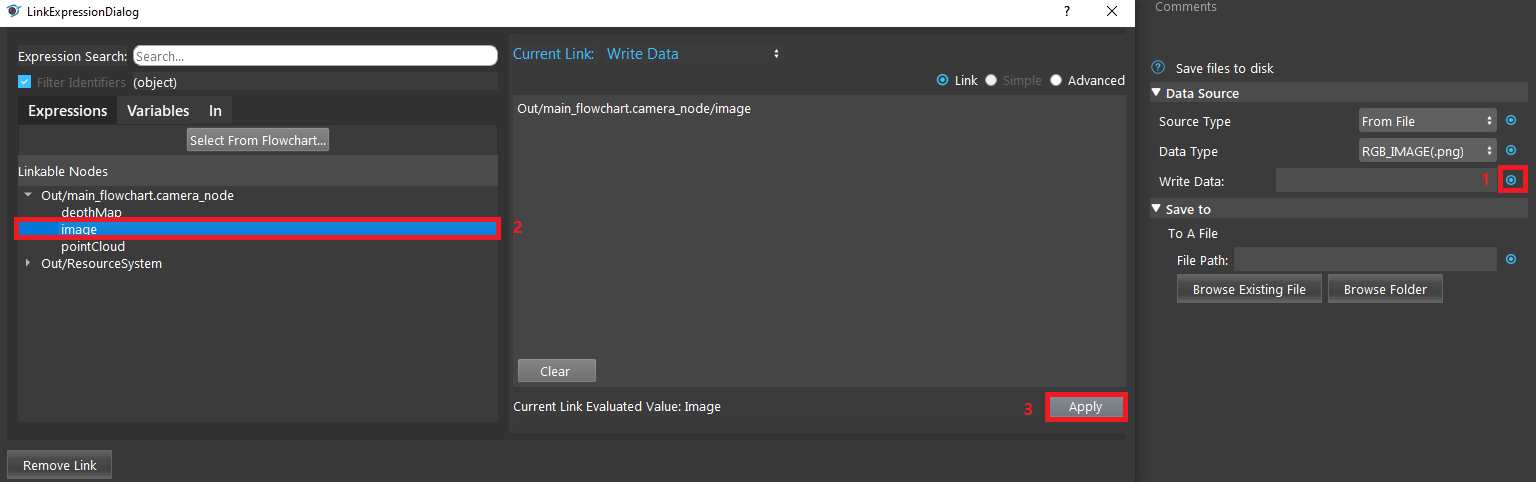 LinkExpressionDialog
?
Expression Search: Search...
Filter Identifiers (object)
Expressions Variables In
Select From Flowchart...
Linkable Nodes
Out/main_flowchart.camera_node
depthMap
image 2
pointCloud
Out/ResourceSystem
Remove Link
Current Link: Write Data
Link Simple Advanced
Out/main_flowchart.camera_node/image
Clear
Current Link Evaluated Value: Image 3 Apply
Comments
? Save files to disk
Data Source
Source Type From File
Data Type RGB_IMAGE(.png)
Write Data: 1
Save to
To A File
File Path:
Browse Existing File Browse Folder